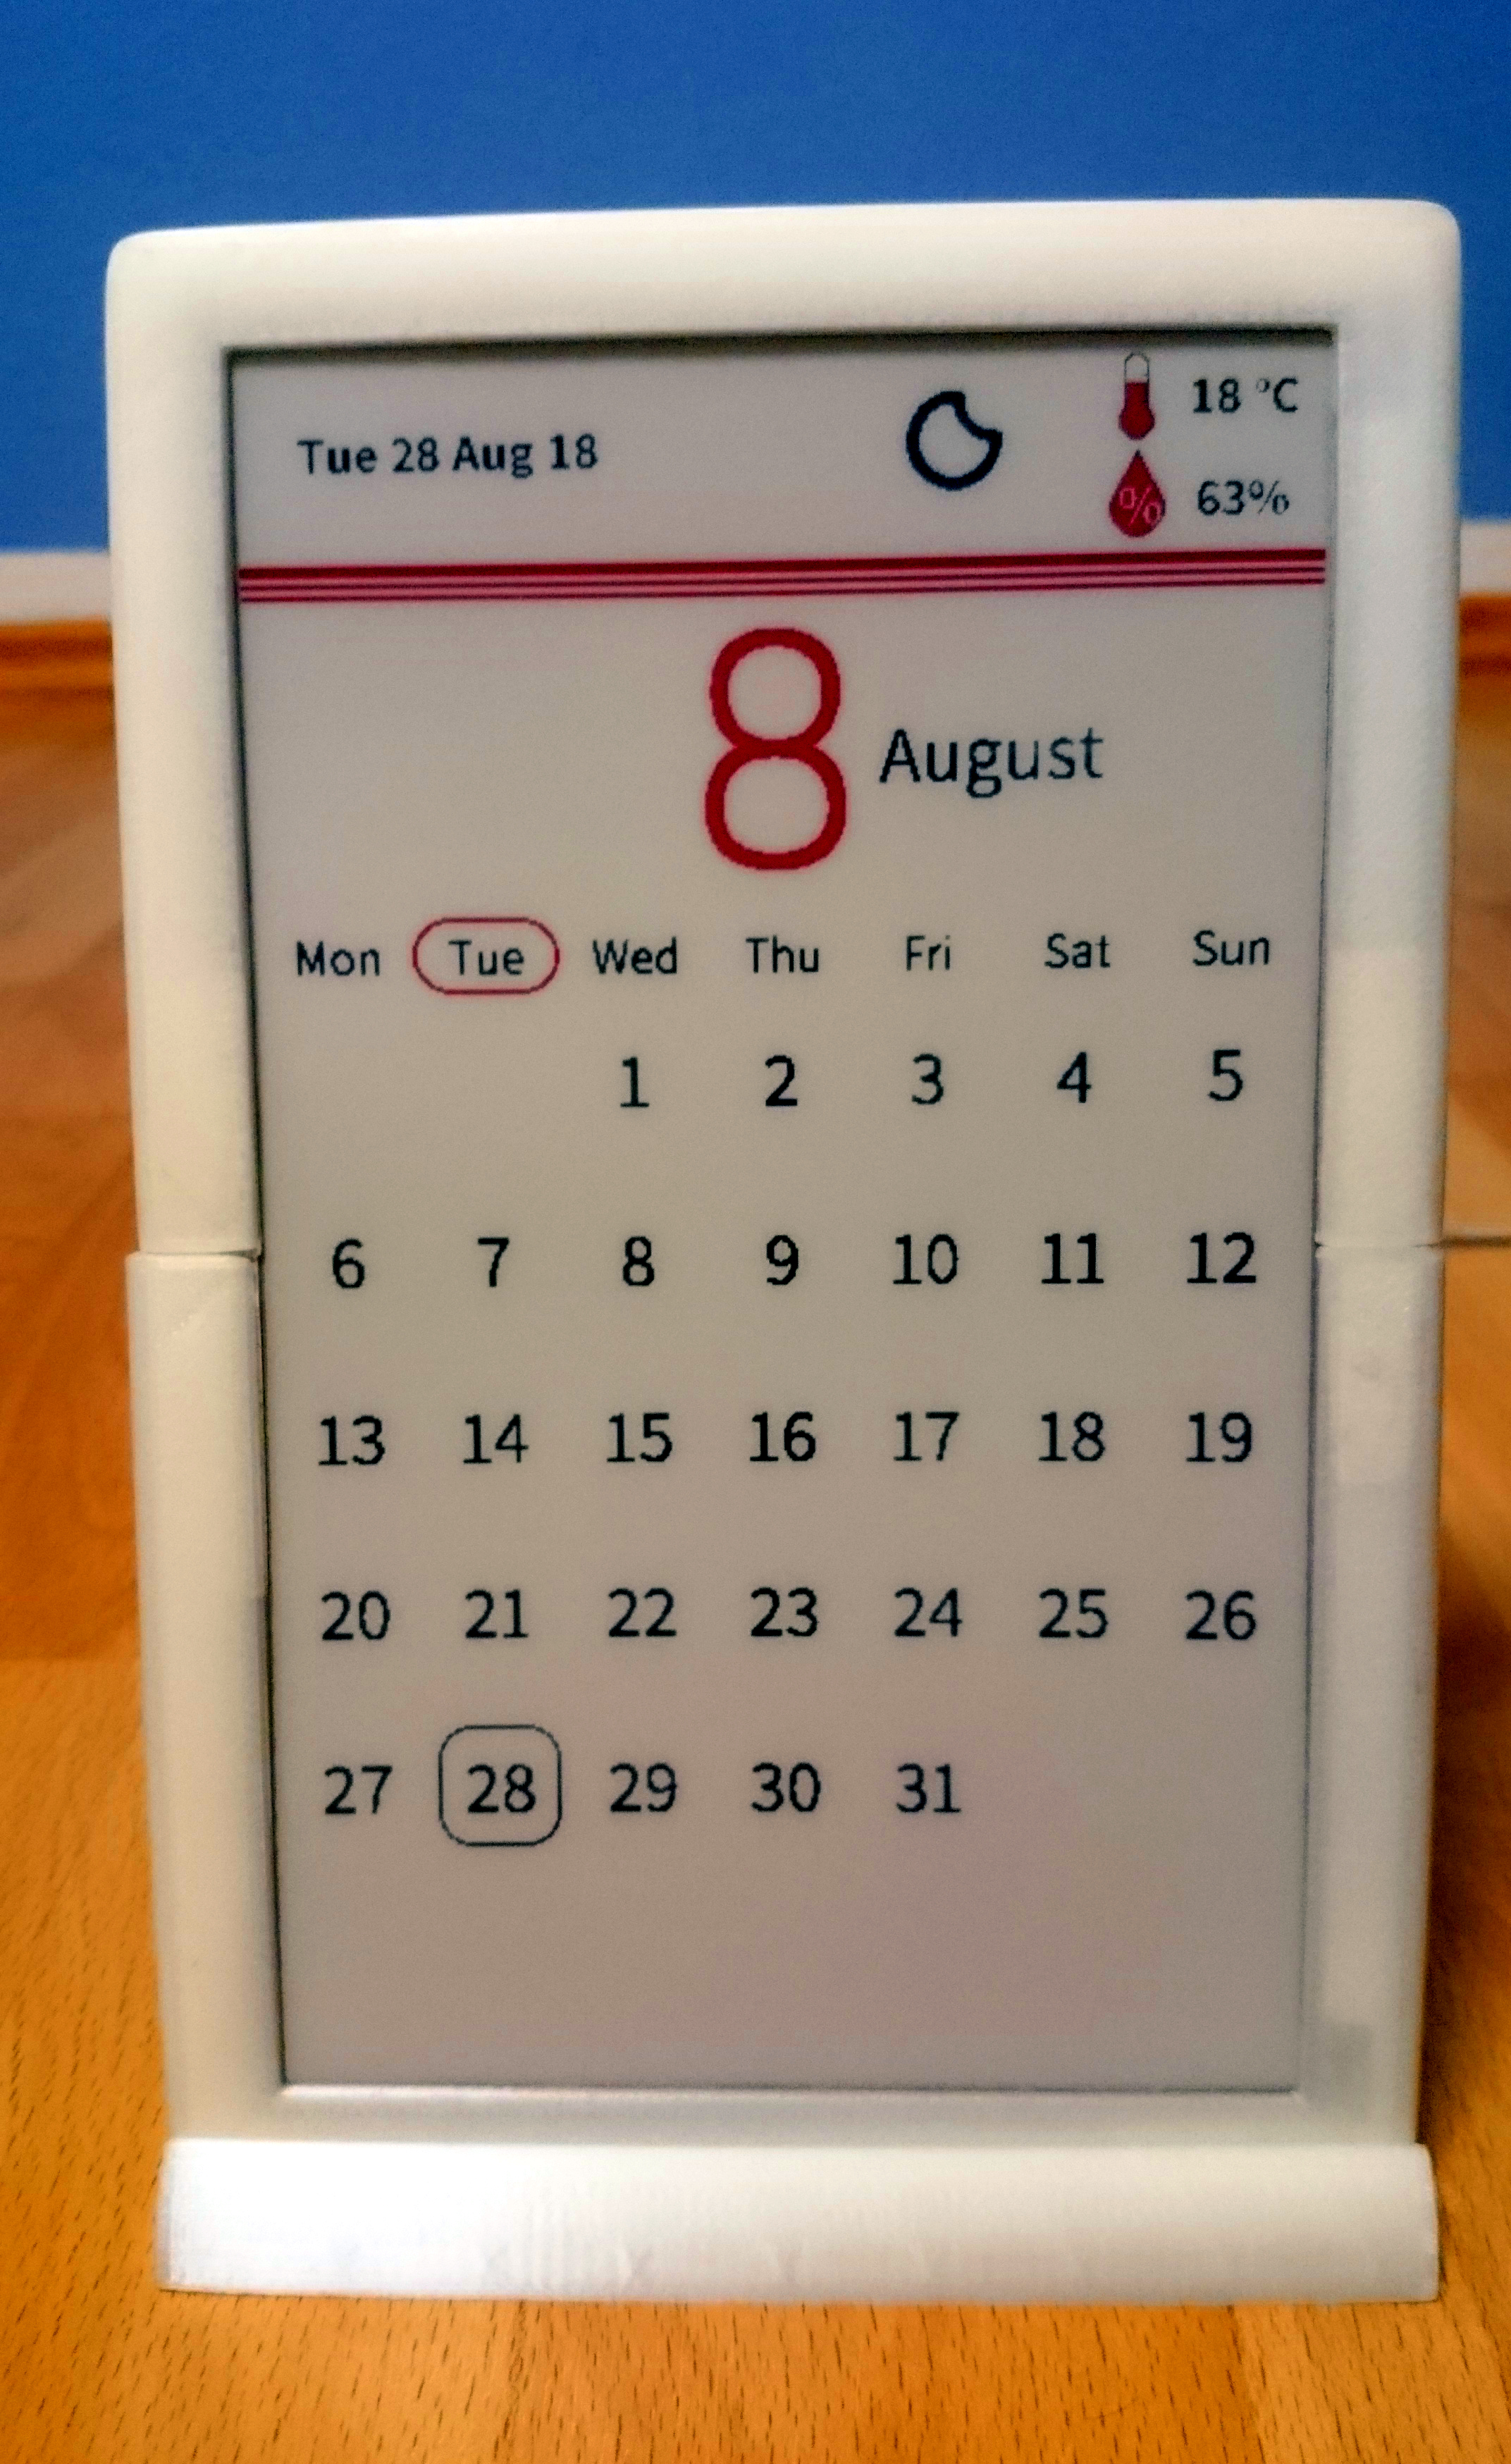 18 °C
Tue 28 Aug 18
% 63%
8 August
Mon Tue Wed Thu Fri Sat Sun
1 2 3 4 5
6 7 8 9 10 11 12
13 14 15 16 17 18 19
20 21 22 23 24 25 26
27 28 29 30 31